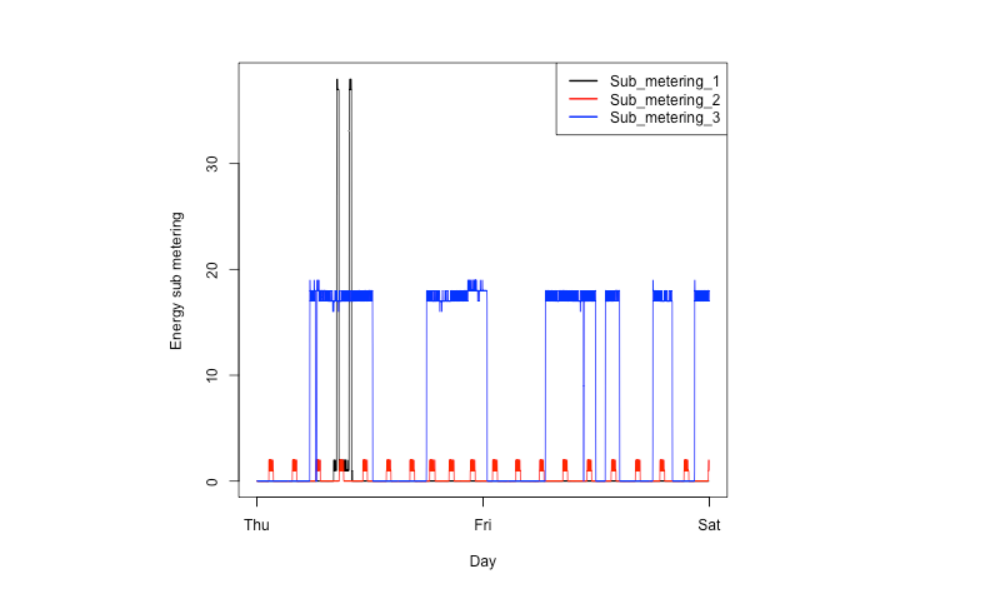 Sub_metering_1
Sub_metering_2
Sub_metering_3
Energy sub metering
30
20
10
0
Thu Fri Sat
Day